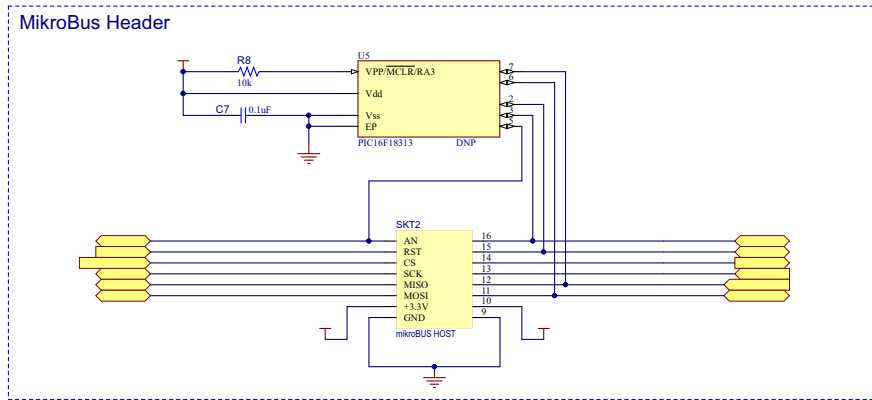 MikroBus Header
U5
R8
10k
VPP/MCLR/RA3
7
6
Vdd
2
C7
0.1uF
Vss
3
EP
5
PIC16F18313
DNP
SKT2
AN
16
RST
15
CS
14
SCK
13
MISO
12
MOSI
11
+3.3V
10
GND
9
mikroBUS HOST